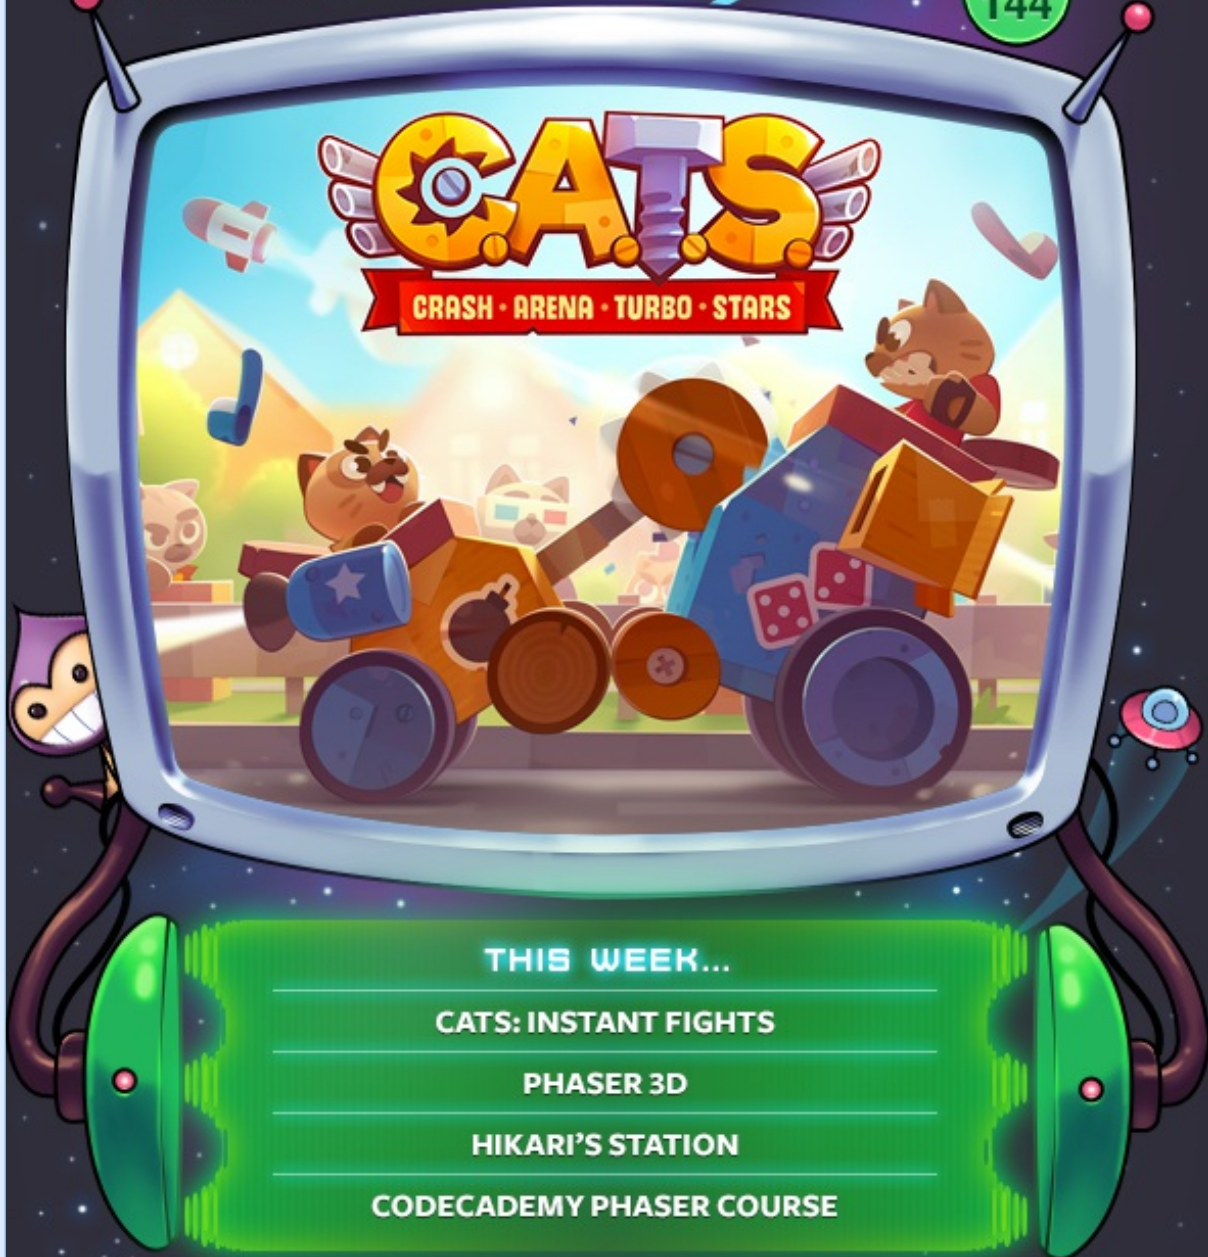 144
C.A.T.S.
CRASH · ARENA · TURBO · STARS
THIS WEEK...
CATS: INSTANT FIGHTS
PHASER 3D
HIKARI'S STATION
CODECADEMY PHASER COURSE